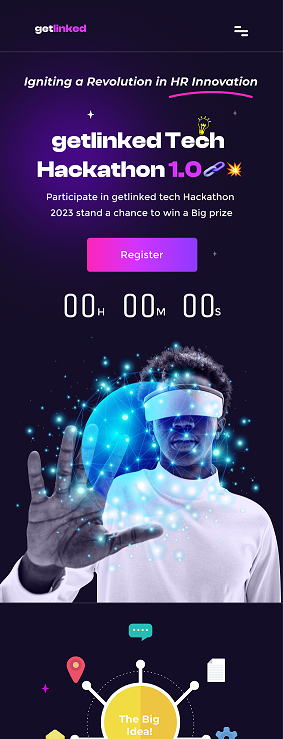 getlinked
Igniting a Revolution in HR Innovation
getlinked Tech
Hackathon 1.0
Participate in getlinked tech Hackathon
2023 stand a chance to win a Big prize
Register
00H 00M 00S
The Big
Idea!